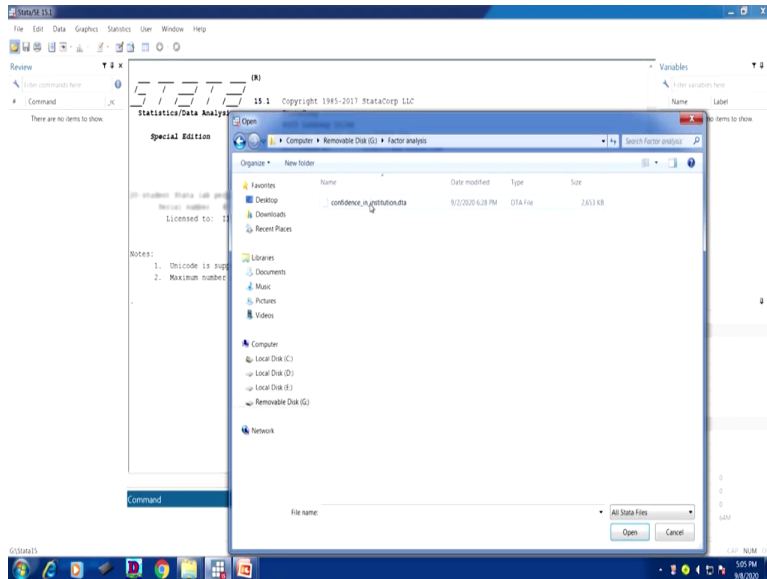 Stata/SE 15.1
File Edit Data Graphics Statistics User Window Help
Review
Filter commands here
# Command _rc
There are no items to show.
(R)
15.1 Copyright 1985-2017 StataCorp LLC
Statistics/Data Analysi
Special Edition
Licensed to:
Notes:
1. Unicode is supp
2. Maximum number
.
Command
Variables
Filter variables here
Name Label
no items to show.
Open
Computer Removable Disk (G:) Factor analysis
Search Factor analysis
Organize New folder
Name Date modified Type Size
confidence_in_institution.dta 9/2/2020 6:28 PM DTA File 2,653 KB
Favorites
Desktop
Downloads
Recent Places
Libraries
Documents
Music
Pictures
Videos
Computer
Local Disk (C:)
Local Disk (D:)
Local Disk (E:)
Removable Disk (G:)
Network
File name:
All Stata Files
Open Cancel
0
0
0
64M
G:\Stata15
CAP NUM
5:05 PM
9/8/2020